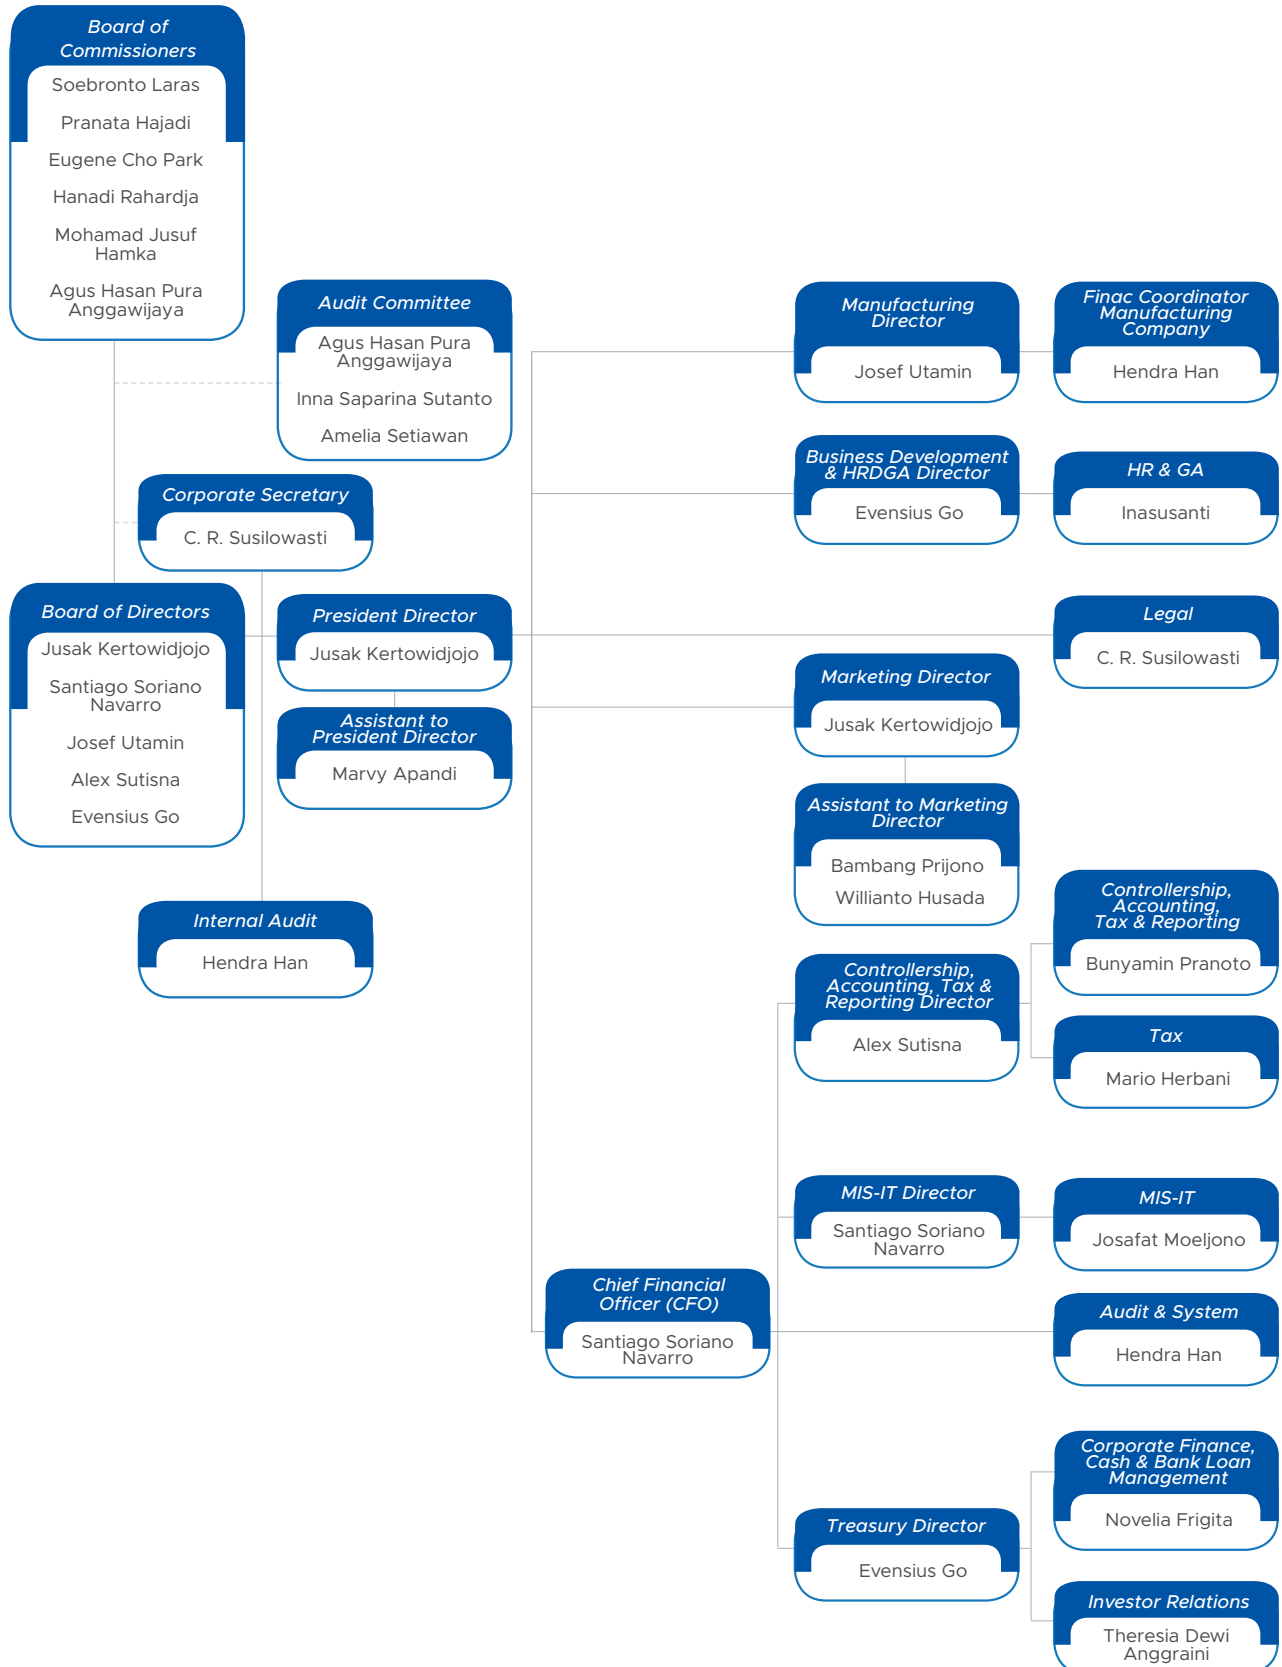 Board of
Commissioners
Soebronto Laras
Pranata Hajadi
Eugene Cho Park
Hanadi Rahardja
Mohamad Jusuf
Hamka
Agus Hasan Pura
Anggawijaya
Audit Committee
Agus Hasan Pura
Anggawijaya
Inna Saparina Sutanto
Amelia Setiawan
Corporate Secretary
C. R. Susilowasti
Board of Directors
Jusak Kertowidjojo
Santiago Soriano
Navarro
Josef Utamin
Alex Sutisna
Evensius Go
President Director
Jusak Kertowidjojo
Assistant to
President Director
Marvy Apandi
Internal Audit
Hendra Han
Manufacturing
Director
Josef Utamin
Finac Coordinator
Manufacturing
Company
Hendra Han
Business Development
& HRDGA Director
Evensius Go
HR & GA
Inasusanti
Legal
C. R. Susilowasti
Marketing Director
Jusak Kertowidjojo
Assistant to Marketing
Director
Bambang Prijono
Willianto Husada
Chief Financial
Officer (CFO)
Santiago Soriano
Navarro
Controllership,
Accounting, Tax &
Reporting Director
Alex Sutisna
Controllership,
Accounting,
Tax & Reporting
Bunyamin Pranoto
Tax
Mario Herbani
MIS-IT Director
Santiago Soriano
Navarro
MIS-IT
Josafat Moeljono
Audit & System
Hendra Han
Treasury Director
Evensius Go
Corporate Finance,
Cash & Bank Loan
Management
Novelia Frigita
Investor Relations
Theresia Dewi
Anggraini